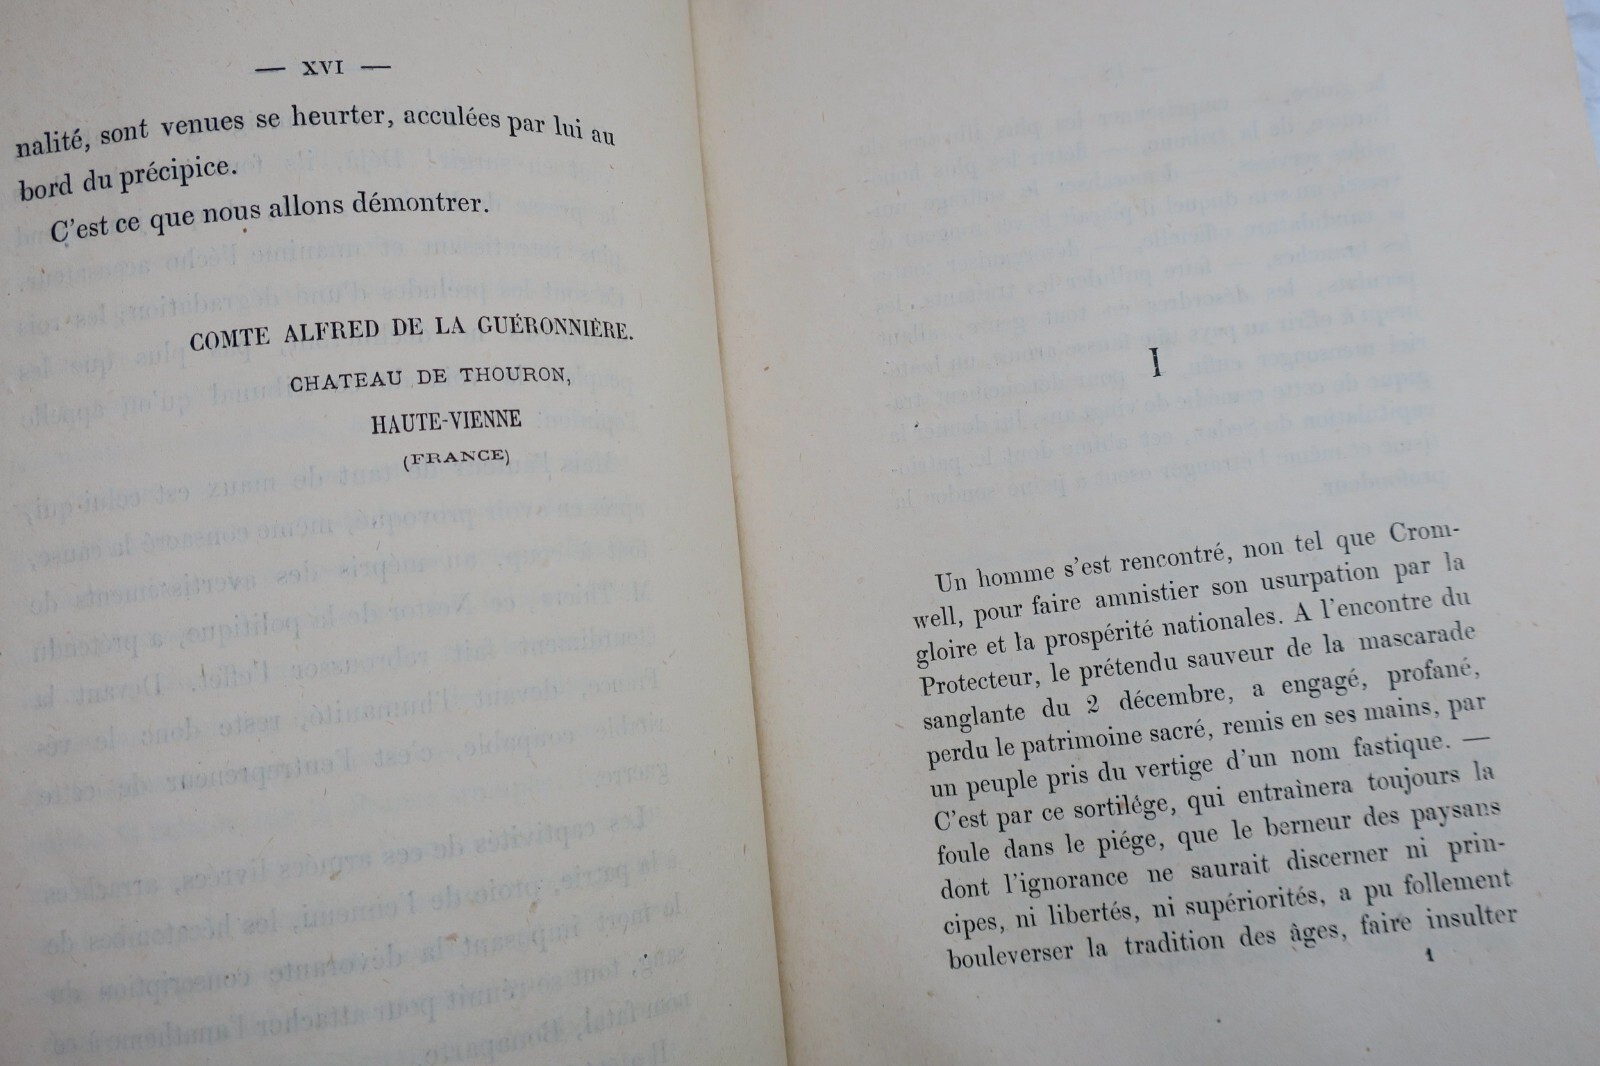 — XVI —
nalité, sont venues se heurter, acculées par lui au
bord du précipice.
C'est ce que nous allons démontrer.
COMTE ALFRED DE LA GUÉRONNIÈRE.
CHATEAU DE THOURON,
HAUTE-VIENNE
(FRANCE)
I
Un homme s'est rencontré, non tel que Crom-
well, pour faire amnistier son usurpation par la
gloire et la prospérité nationales. A l'encontre du
Protecteur, le prétendu sauveur de la mascarade
sanglante du 2 décembre, a engagé, profané,
perdu le patrimoine sacré, remis en ses mains, par
un peuple pris du vertige d'un nom fastique. —
C'est par ce sortilége, qui entrainera toujours la
foule dans le piége, que le berneur des paysans
dont l'ignorance ne saurait discerner ni prin-
cipes, ni libertés, ni supériorités, a pu follement
bouleverser la tradition des âges, faire insulter
1